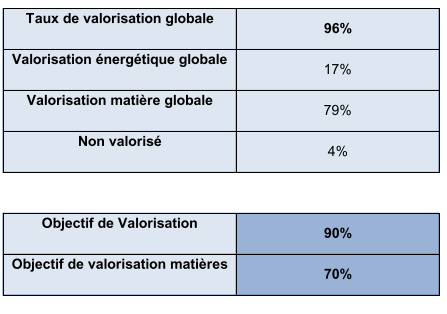 Taux de valorisation globale 96%
Valorisation énergétique globale 17%
Valorisation matière globale 79%
Non valorisé 4%
Objectif de Valorisation 90%
Objectif de valorisation matières 70%